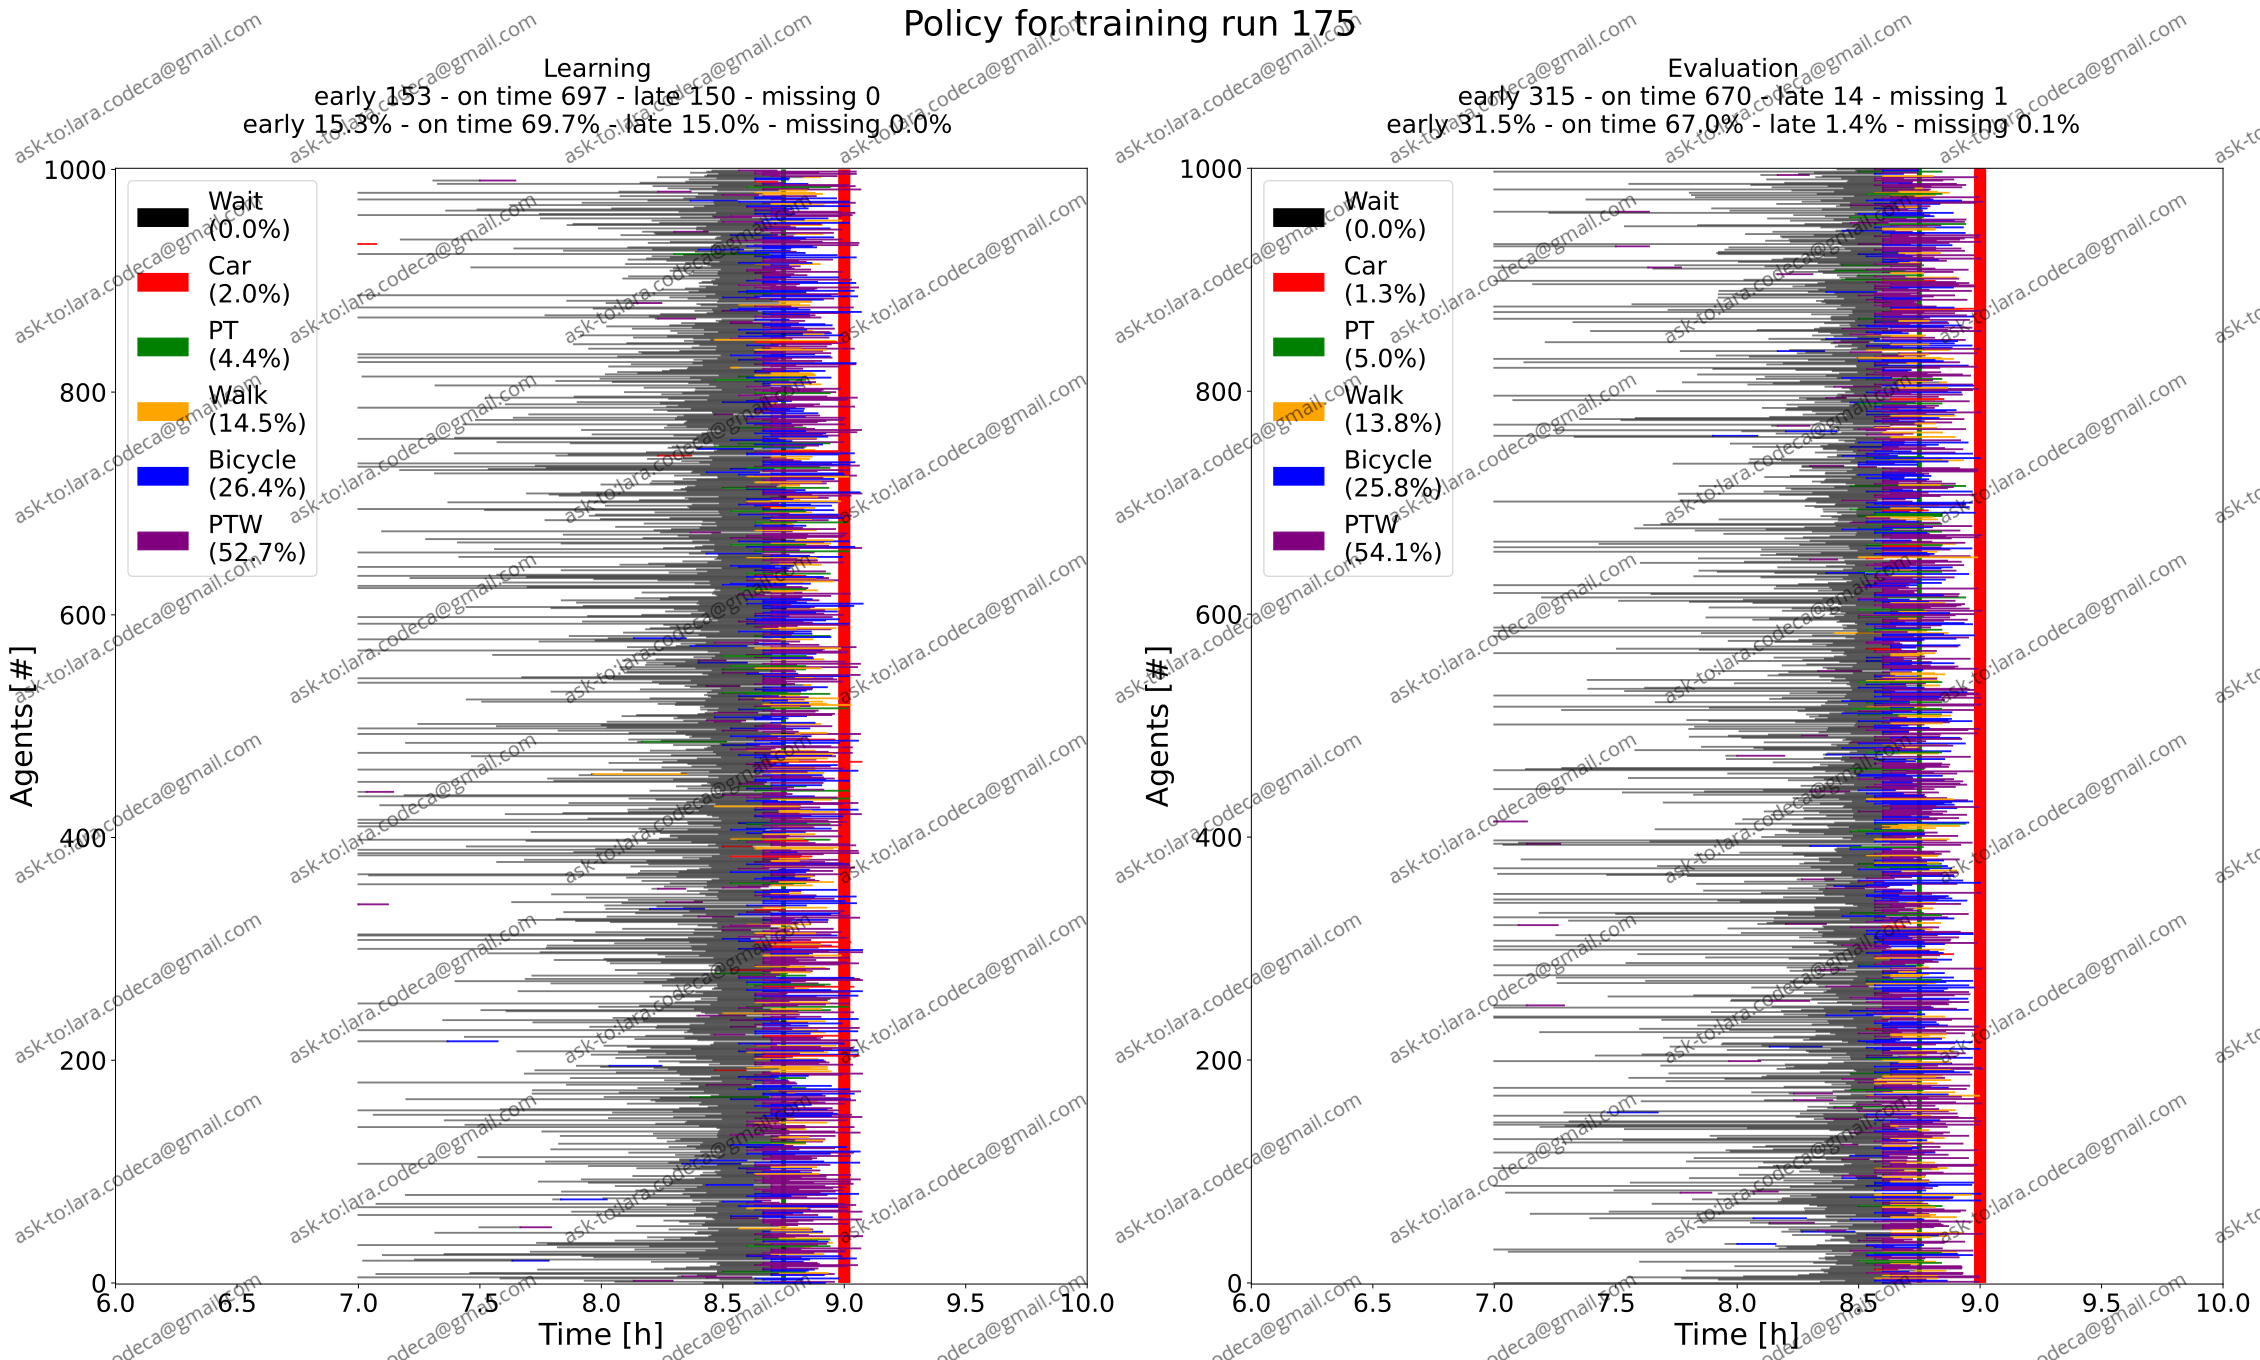 Policy for training run 175
Learning
early 153 - on time 697 - late 150 - missing 0
early 15.3% - on time 69.7% - late 15.0% - missing 0.0%
1000
800
600
400
200
0
Agents [#]
Wait
(0.0%)
Car
(2.0%)
PT
(4.4%)
Walk
(14.5%)
Bicycle
(26.4%)
PTW
(52.7%)
6.0 6.5 7.0 7.5 8.0 8.5 9.0 9.5 10.0
Time [h]
Evaluation
early 315 - on time 670 - late 14 - missing 1
early 31.5% - on time 67.0% - late 1.4% - missing 0.1%
1000
800
600
400
200
0
Agents [#]
Wait
(0.0%)
Car
(1.3%)
PT
(5.0%)
Walk
(13.8%)
Bicycle
(25.8%)
PTW
(54.1%)
6.0 6.5 7.0 7.5 8.0 8.5 9.0 9.5 10.0
Time [h]
ask-to:lara.codeca@gmail.com